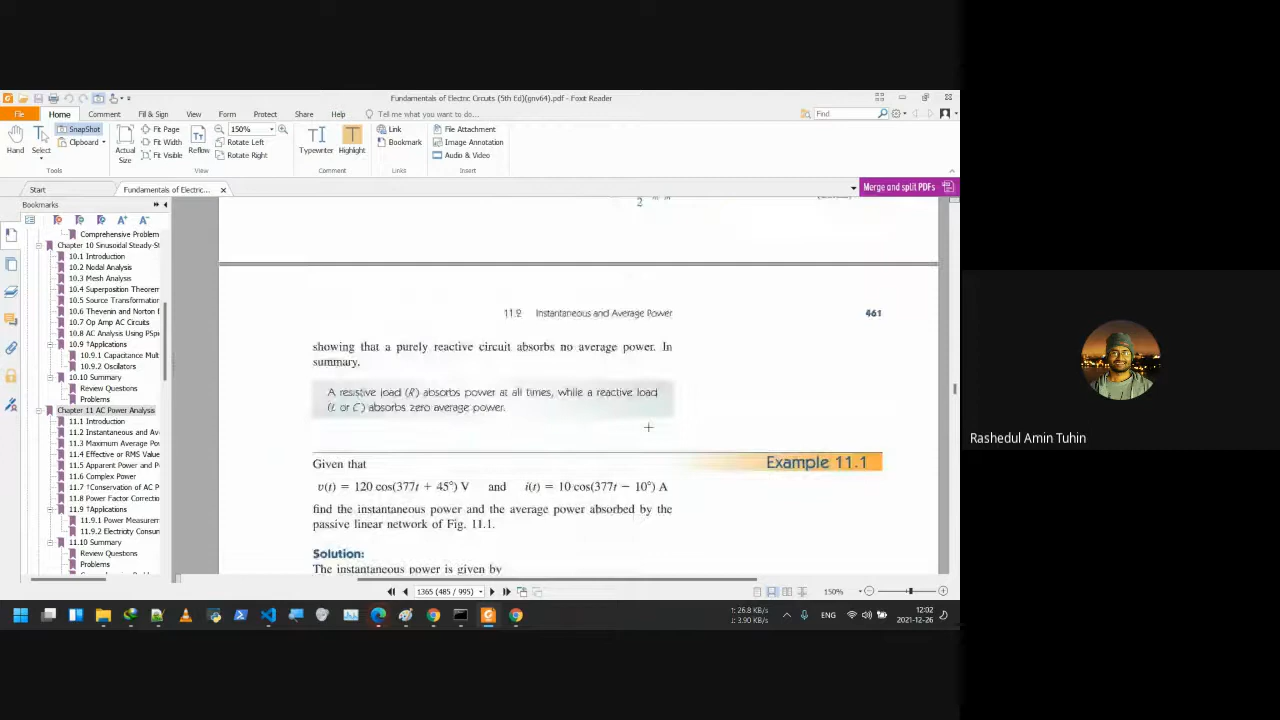 Fundamentals of Electric Circuits (5th Ed)(gnv64).pdf - Foxit Reader
File Home Comment Fill & Sign View Form Protect Share Help Tell me what you want to do... Find
Hand Select SnapShot Clipboard Actual Size Fit Page Fit Width Fit Visible Reflow 150% Rotate Left Rotate Right Typewriter Highlight Link Bookmark File Attachment Image Annotation Audio & Video
Tools View Comment Links Insert
Start Fundamentals of Electric... Merge and split PDFs
Bookmarks
Comprehensive Problem
Chapter 10 Sinusoidal Steady-St
10.1 Introduction
10.2 Nodal Analysis
10.3 Mesh Analysis
10.4 Superposition Theorem
10.5 Source Transformation
10.6 Thevenin and Norton E
10.7 Op Amp AC Circuits
10.8 AC Analysis Using PSpi
10.9 †Applications
10.9.1 Capacitance Mult
10.9.2 Oscillators
10.10 Summary
Review Questions
Problems
Chapter 11 AC Power Analysis
11.1 Introduction
11.2 Instantaneous and Av
11.3 Maximum Average Po
11.4 Effective or RMS Value
11.5 Apparent Power and P
11.6 Complex Power
11.7 †Conservation of AC P
11.8 Power Factor Correctio
11.9 †Applications
11.9.1 Power Measurem
11.9.2 Electricity Consun
11.10 Summary
Review Questions
Problems
2
11.2 Instantaneous and Average Power 461
showing that a purely reactive circuit absorbs no average power. In
summary.
A resistive load (R) absorbs power at all times, while a reactive load
(L or C) absorbs zero average power.
Example 11.1
Given that
v(t) = 120 cos(377t + 45°) V and i(t) = 10 cos(377t − 10°) A
find the instantaneous power and the average power absorbed by the
passive linear network of Fig. 11.1.
Solution:
The instantaneous power is given by
1365 (485 / 995) 150%
↑: 26.8 KB/s
↓: 3.90 KB/s
ENG
12:02
2021-12-26
Rashedul Amin Tuhin